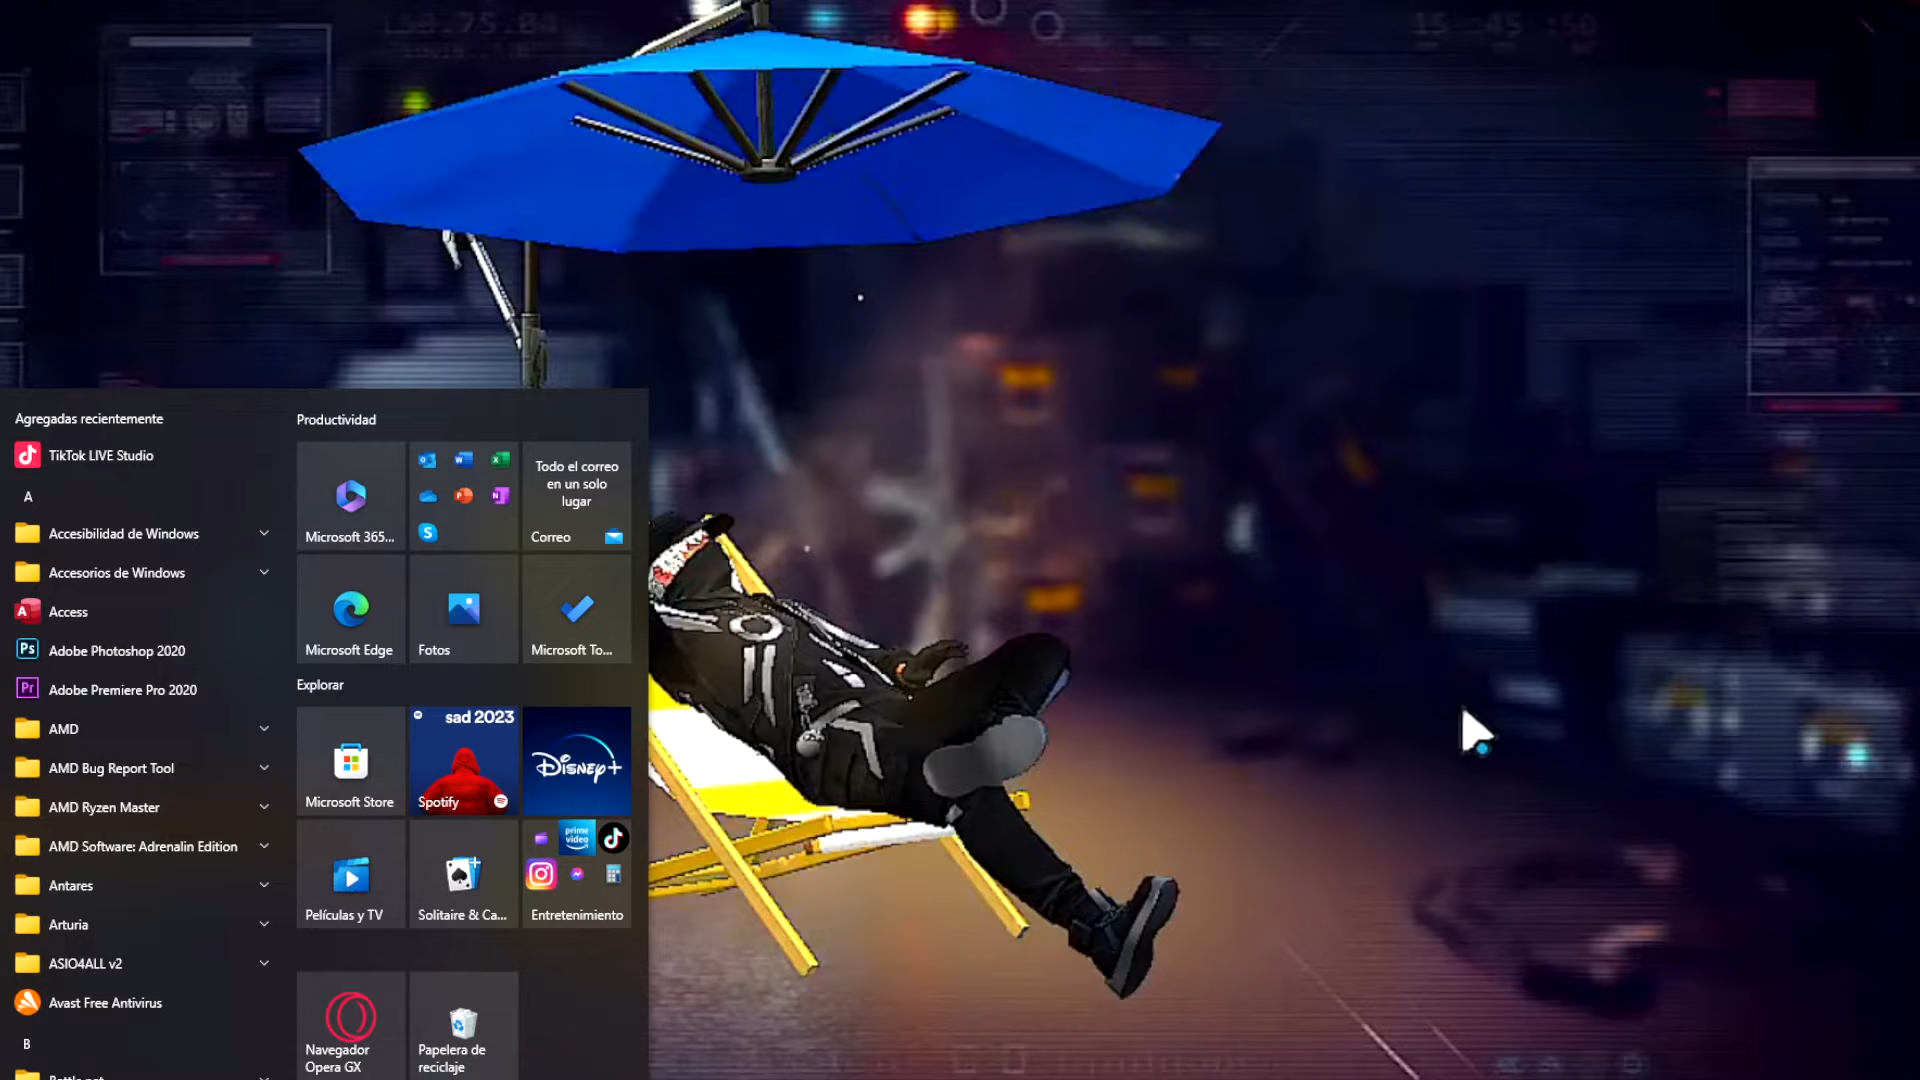 Agregadas recientemente
TikTok LIVE Studio
A
Accesibilidad de Windows
Accesorios de Windows
Access
Adobe Photoshop 2020
Adobe Premiere Pro 2020
AMD
AMD Bug Report Tool
AMD Ryzen Master
AMD Software: Adrenalin Edition
Antares
Arturia
ASIO4ALL v2
Avast Free Antivirus
B
Productividad
Microsoft 365...
Todo el correo
en un solo
lugar
Correo
Microsoft Edge
Fotos
Microsoft To...
Explorar
Microsoft Store
sad 2023
Spotify
Disney+
Películas y TV
Solitaire & Ca...
prime
video
Entretenimiento
Navegador
Opera GX
Papelera de
reciclaje